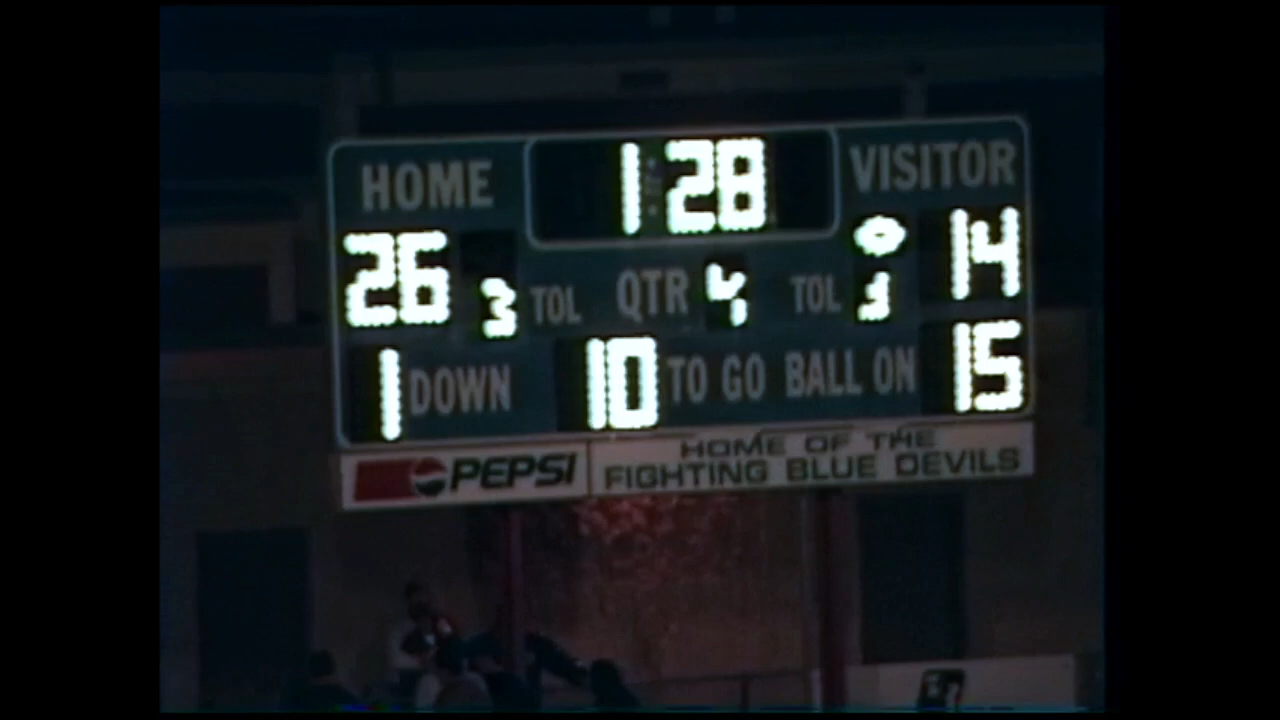 HOME 1:28 VISITOR
26 3 TOL QTR 4 TOL 3 14
1 DOWN 10 TO GO BALL ON 15
PEPSI HOME OF THE
FIGHTING BLUE DEVILS